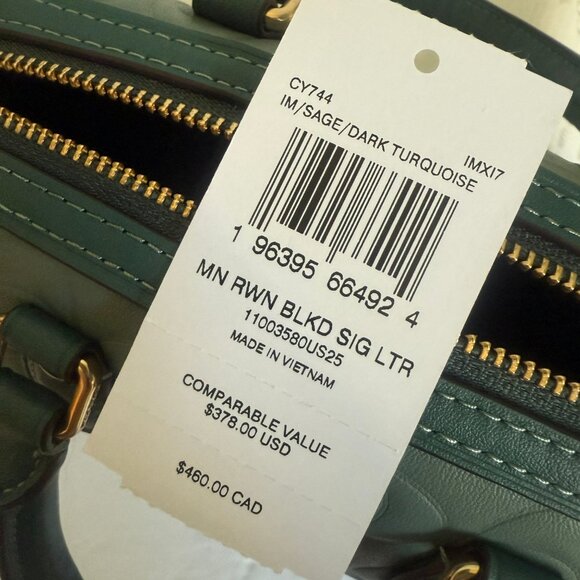 CY744
IM/SAGE/DARK TURQUOISE
IMXI7
1 96395 66492 4
MN RWN BLKD SIG LTR
11003580US25
MADE IN VIETNAM
COMPARABLE VALUE
$378.00 USD
$460.00 CAD